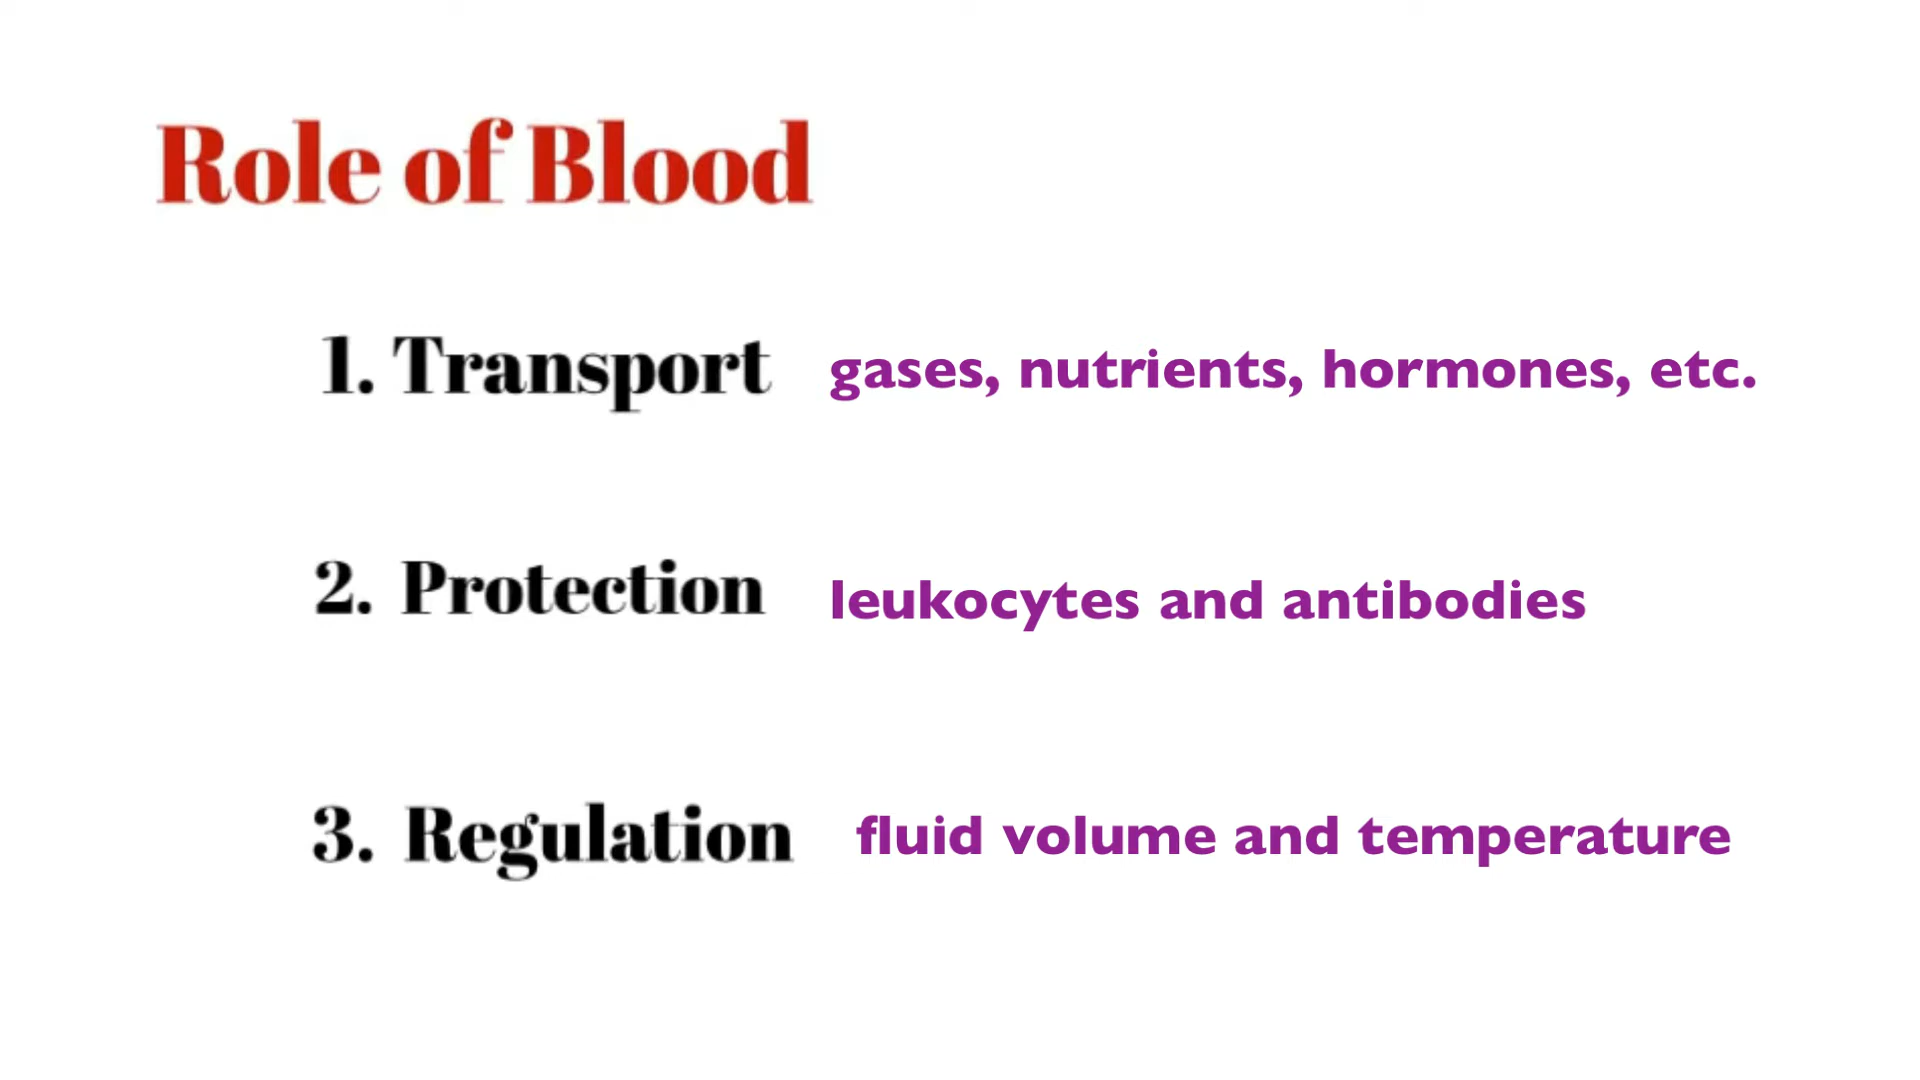 Role of Blood
1. Transport gases, nutrients, hormones, etc.
2. Protection leukocytes and antibodies
3. Regulation fluid volume and temperature